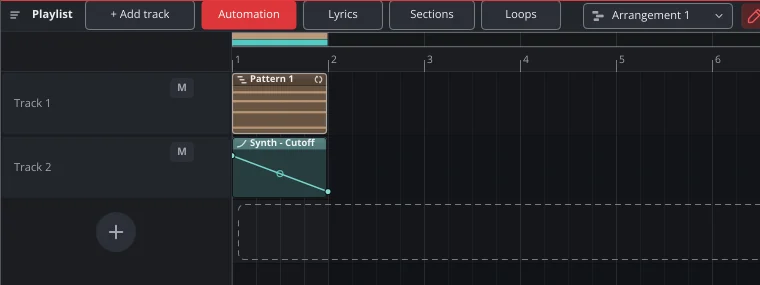 Playlist + Add track Automation Lyrics Sections Loops Arrangement 1
1 2 3 4 5 6
Track 1 M Pattern 1
Track 2 M Synth - Cutoff